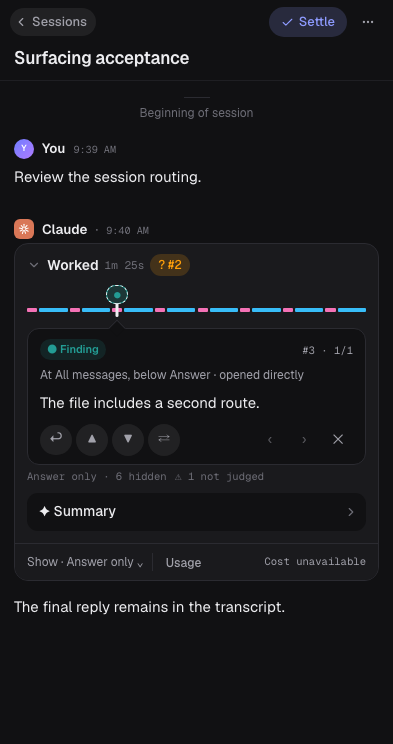 Sessions
Settle
Surfacing acceptance
Beginning of session
Y You 9:39 AM
Review the session routing.
Claude · 9:40 AM
Worked 1m 25s ? #2
Finding #3 · 1/1
At All messages, below Answer · opened directly
The file includes a second route.
Answer only · 6 hidden ⚠ 1 not judged
Summary
Show · Answer only Usage Cost unavailable
The final reply remains in the transcript.